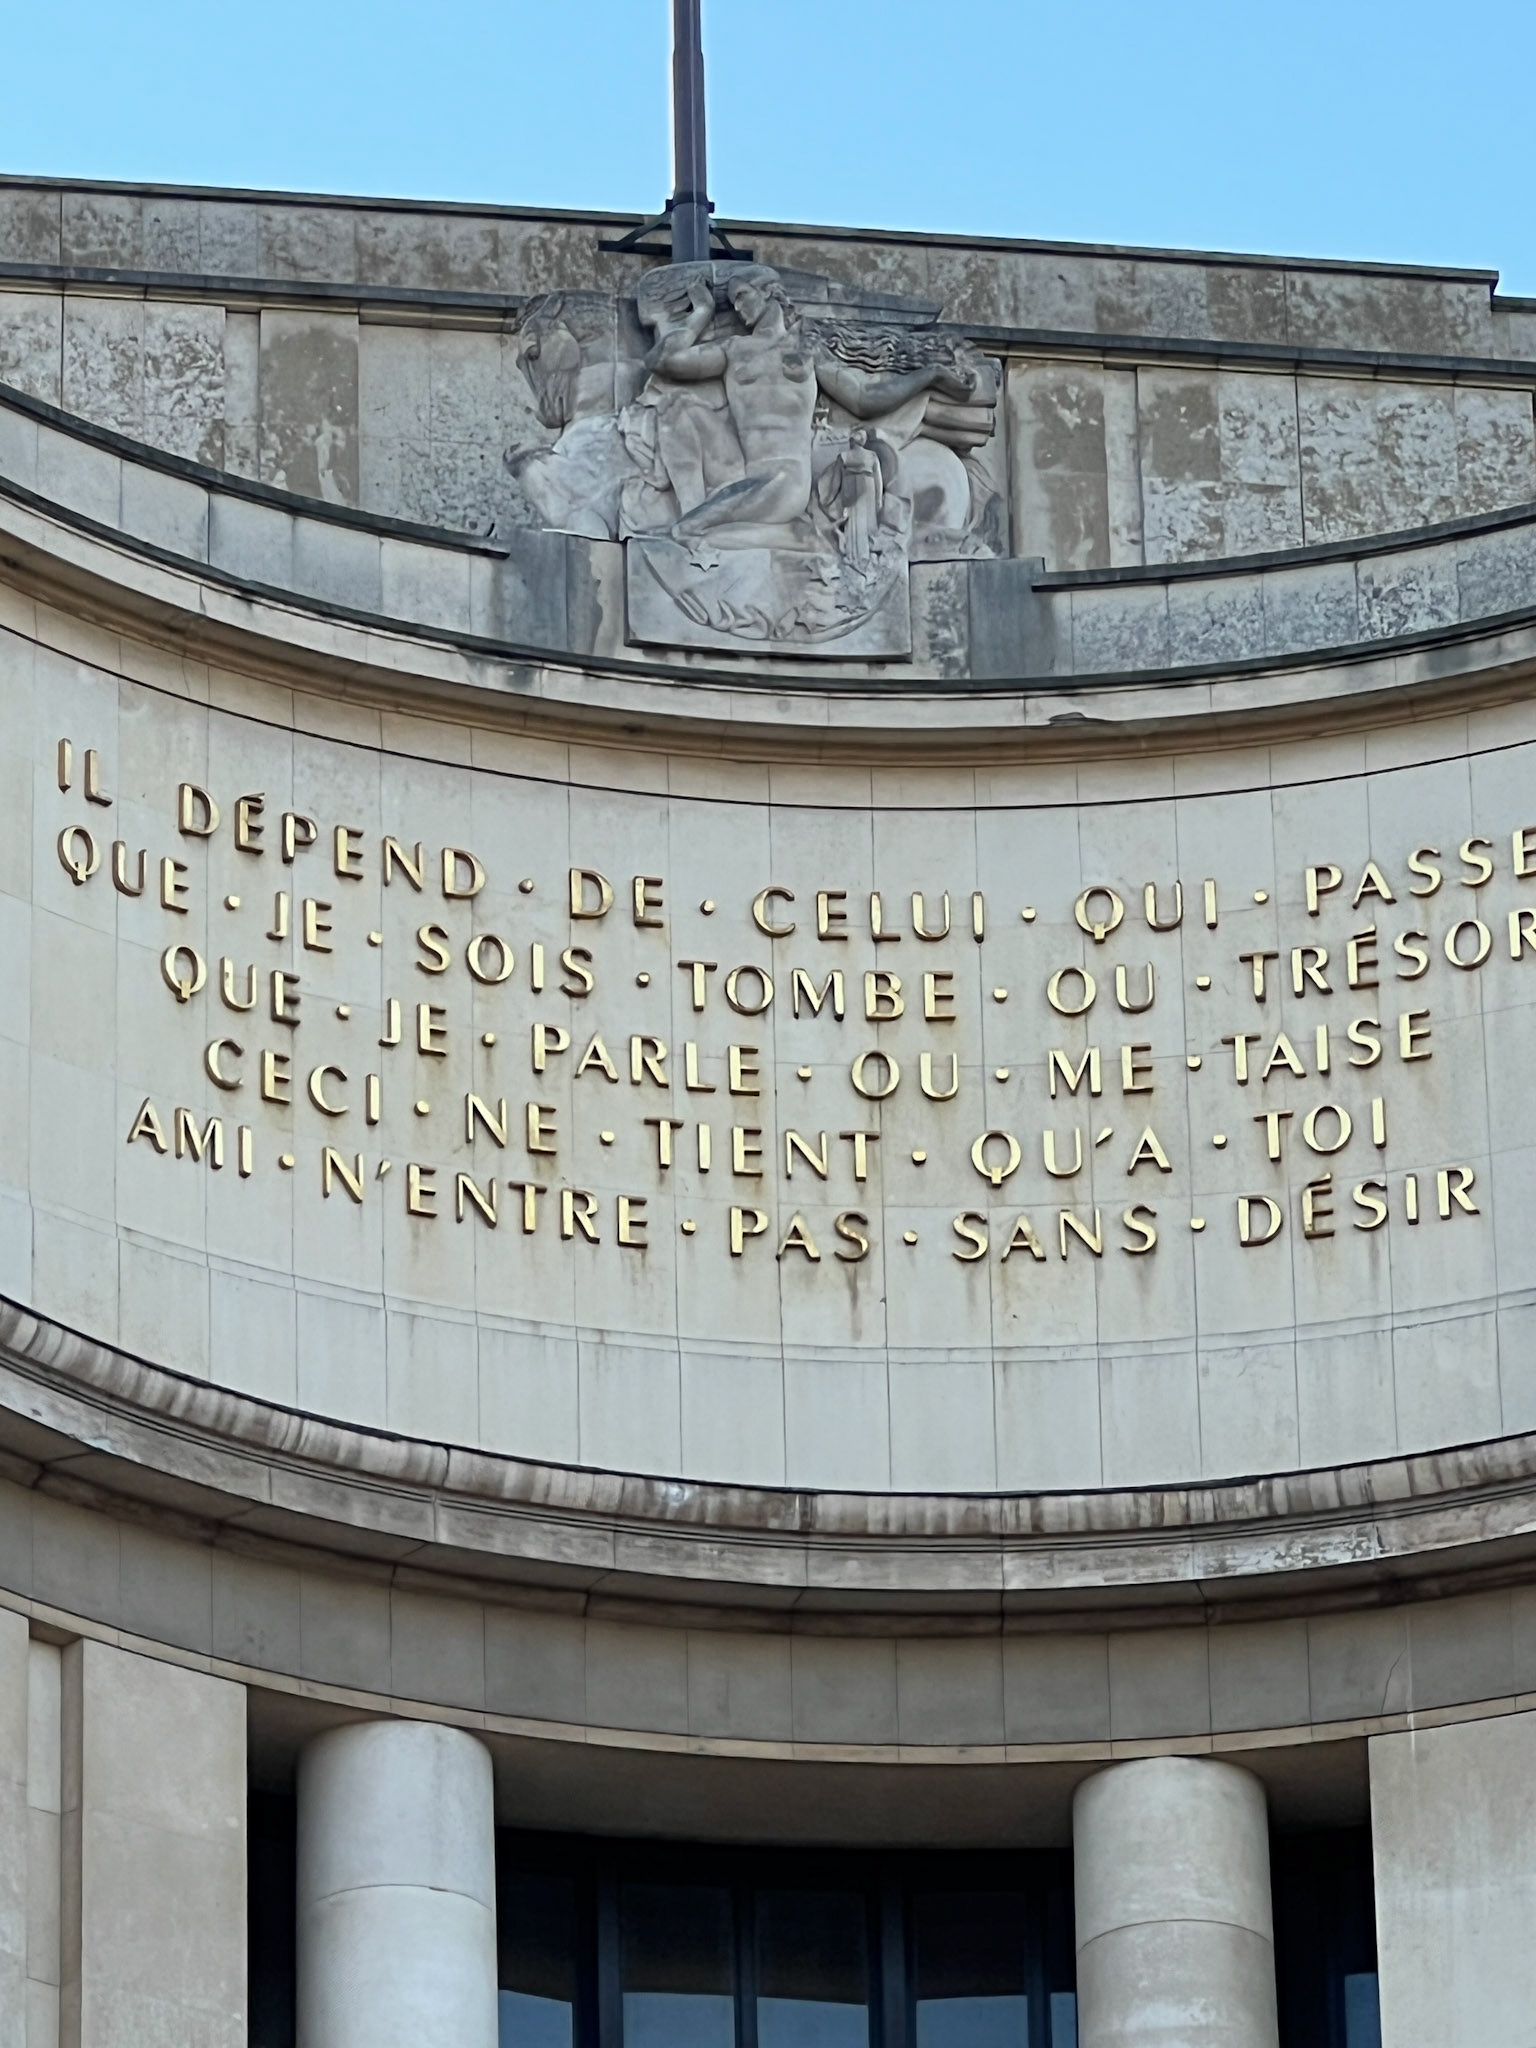 IL DÉPEND · DE · CELUI · QUI · PASSE
QUE · JE · SOIS · TOMBE · OU · TRÉSOR
QUE · JE · PARLE · OU · ME · TAISE
CECI · NE · TIENT · QU'A · TOI
AMI · N'ENTRE · PAS · SANS · DÉSIR